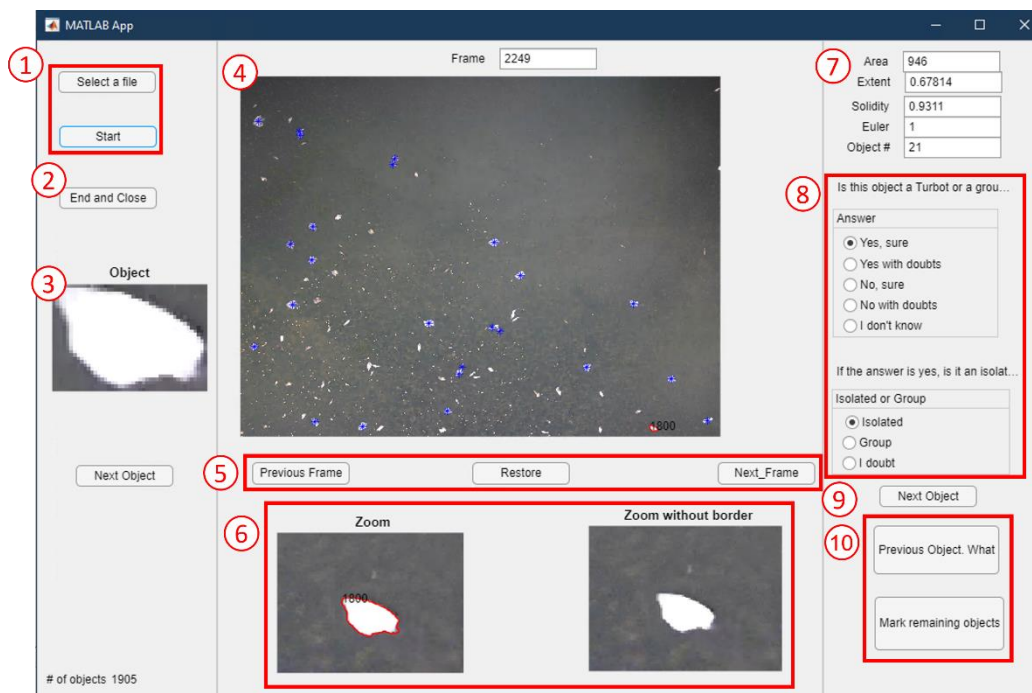 MATLAB App
1
Select a file
Start
2
End and Close
Object
3
Next Object
# of objects 1905
4
Frame 2249
1800
5
Previous Frame Restore Next_Frame
6
Zoom Zoom without border
1800
7
Area 946
Extent 0.67814
Solidity 0.9311
Euler 1
Object # 21
8
Is this object a Turbot or a grou…
Answer
Yes, sure
Yes with doubts
No, sure
No with doubts
I don't know
If the answer is yes, is it an isolat…
Isolated or Group
Isolated
Group
I doubt
9
Next Object
10
Previous Object. What
Mark remaining objects